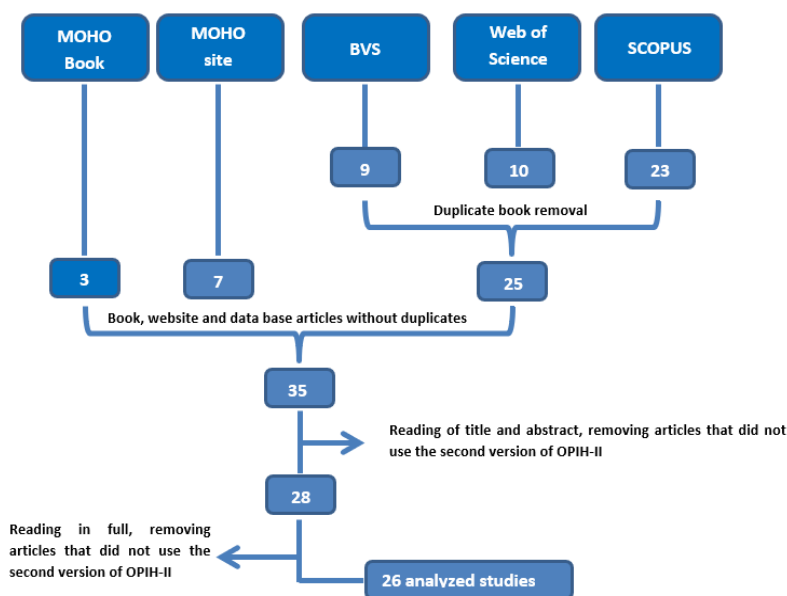 MOHO
Book
MOHO
site
BVS
Web of
Science
SCOPUS
9
10
23
Duplicate book removal
3
7
25
Book, website and data base articles without duplicates
35
Reading of title and abstract, removing articles that did not
use the second version of OPIH-II
28
Reading in full, removing
articles that did not use the
second version of OPIH-II
26 analyzed studies